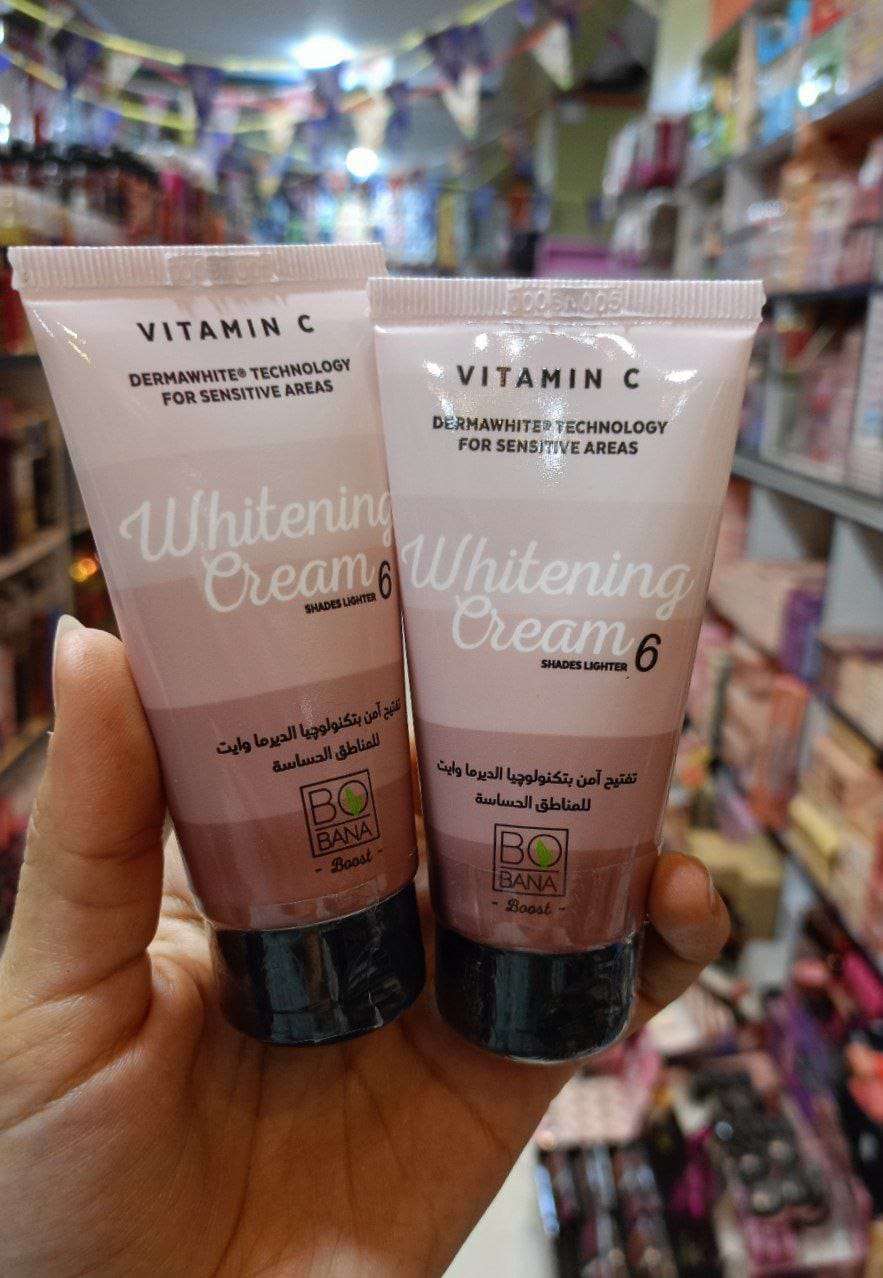 VITAMIN C
DERMAWHITE® TECHNOLOGY
FOR SENSITIVE AREAS
Whitening
Cream 6
SHADES LIGHTER
تفتيح آمن بتكنولوچيا الديرما وايت
للمناطق الحساسة
BO
BANA
- Boost -
VITAMIN C
DERMAWHITE® TECHNOLOGY
FOR SENSITIVE AREAS
Whitening
Cream 6
SHADES LIGHTER
تفتيح آمن بتكنولوچيا الديرما وايت
للمناطق الحساسة
BO
BANA
- Boost -